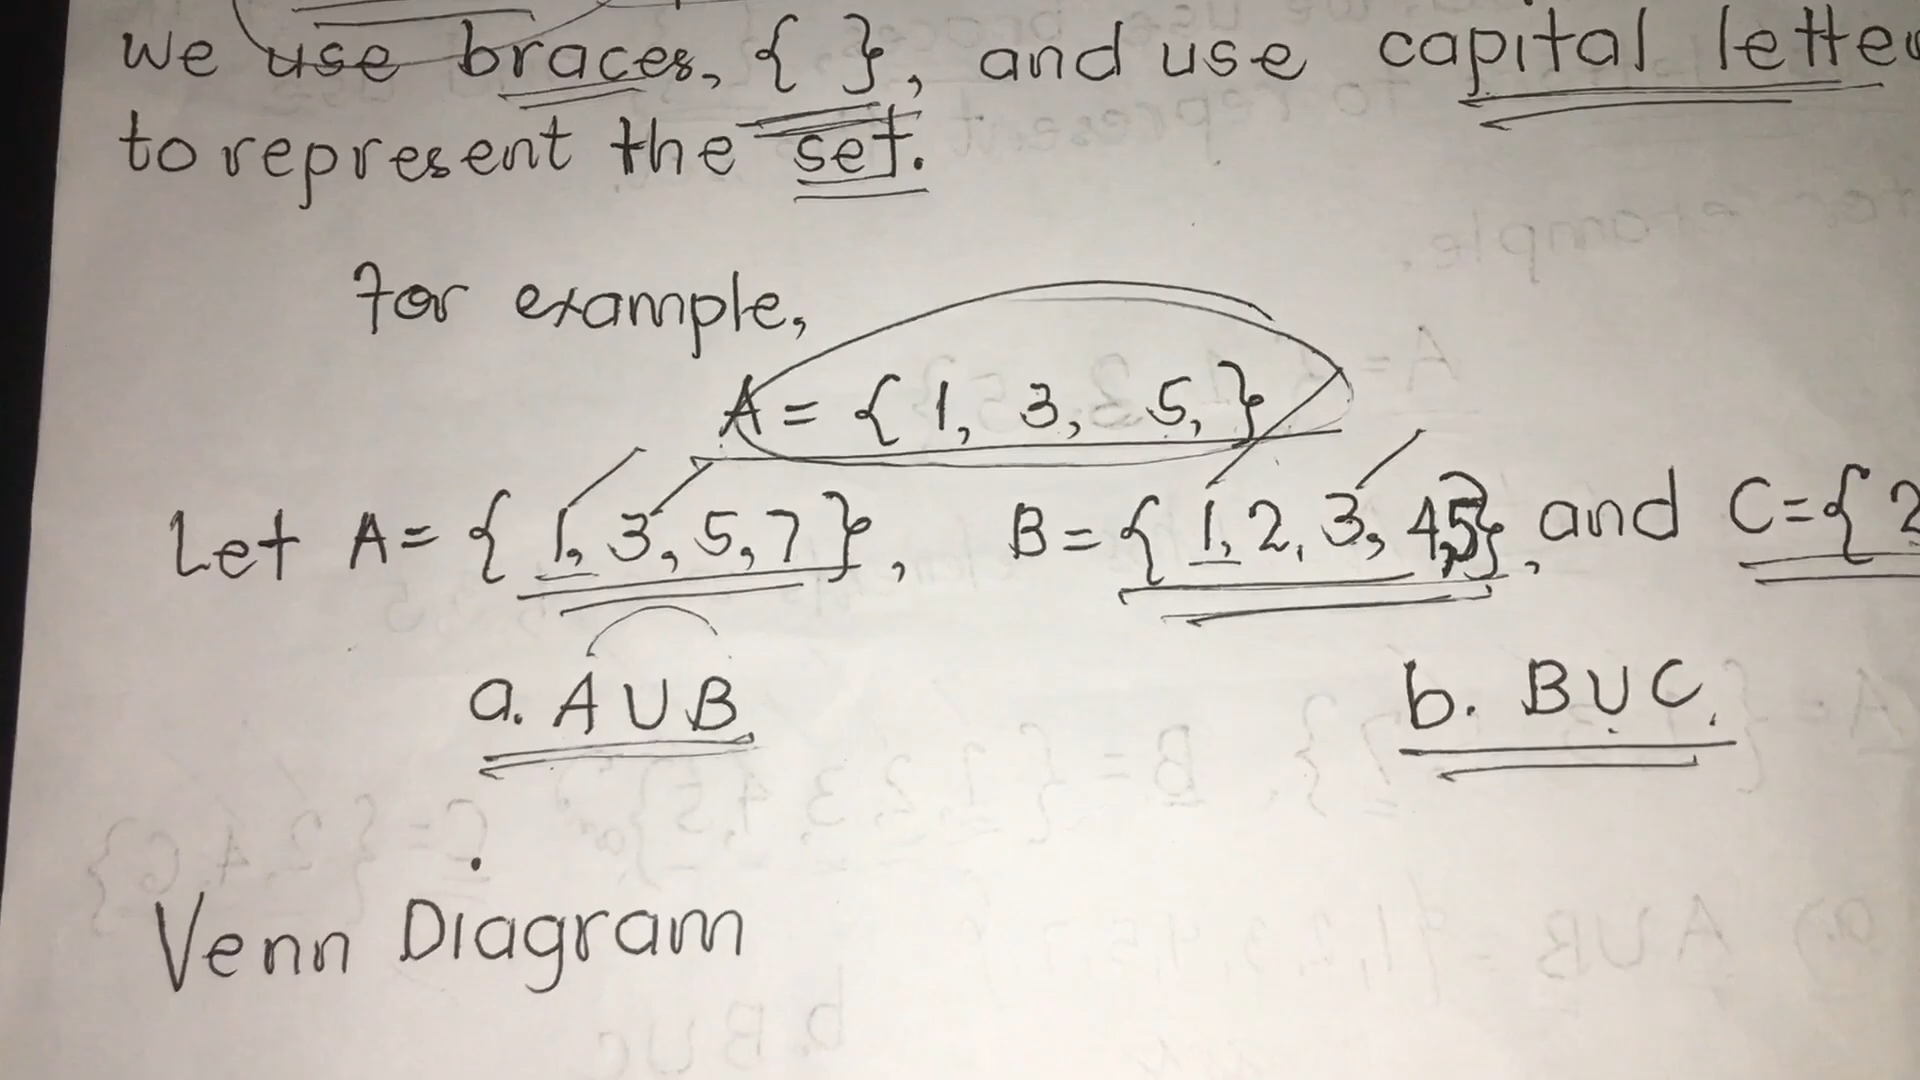 we use braces, { }, and use capital lette
to represent the set.
For example,
A = { 1, 3, 5, }
Let A = { 1, 3, 5, 7 }, B = { 1, 2, 3, 4,5}, and C = { 2
a. A ∪ B
b. B ∪ C.
Venn Diagram